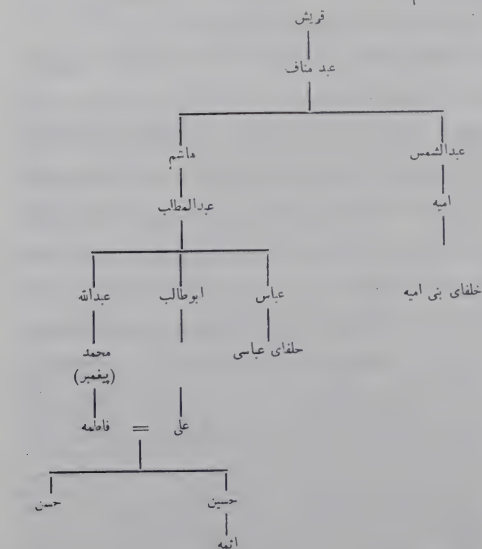 قریش
عبد مناف
عبدالشمس
هاشم
امیه
عبدالمطالب
خلفای بنی امیه
عباس
ابوطالب
عبدالله
حلفای عباسی
محمد
(پیغمبر)
علی = فاطمه
حسین
حسن
ائمه